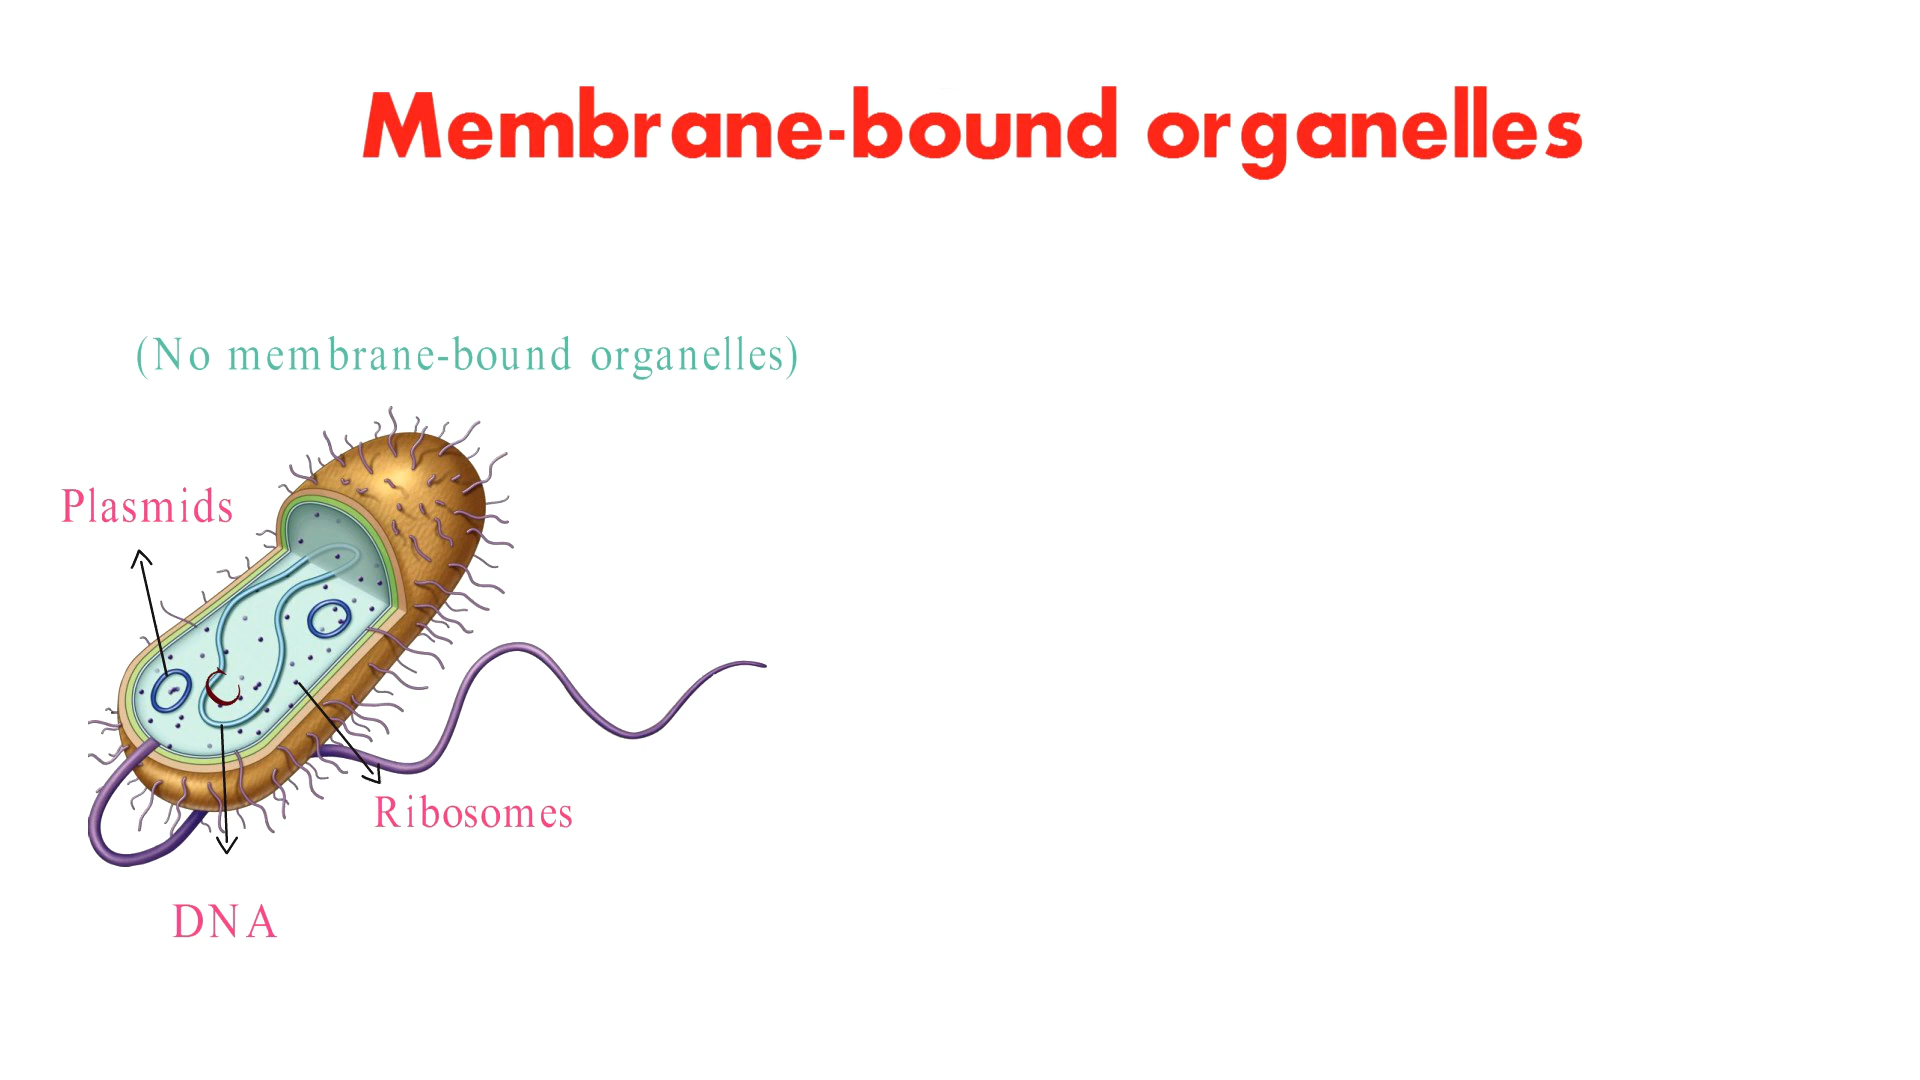 Membrane-bound organelles
(No membrane-bound organelles)
Plasmids
Ribosomes
DNA